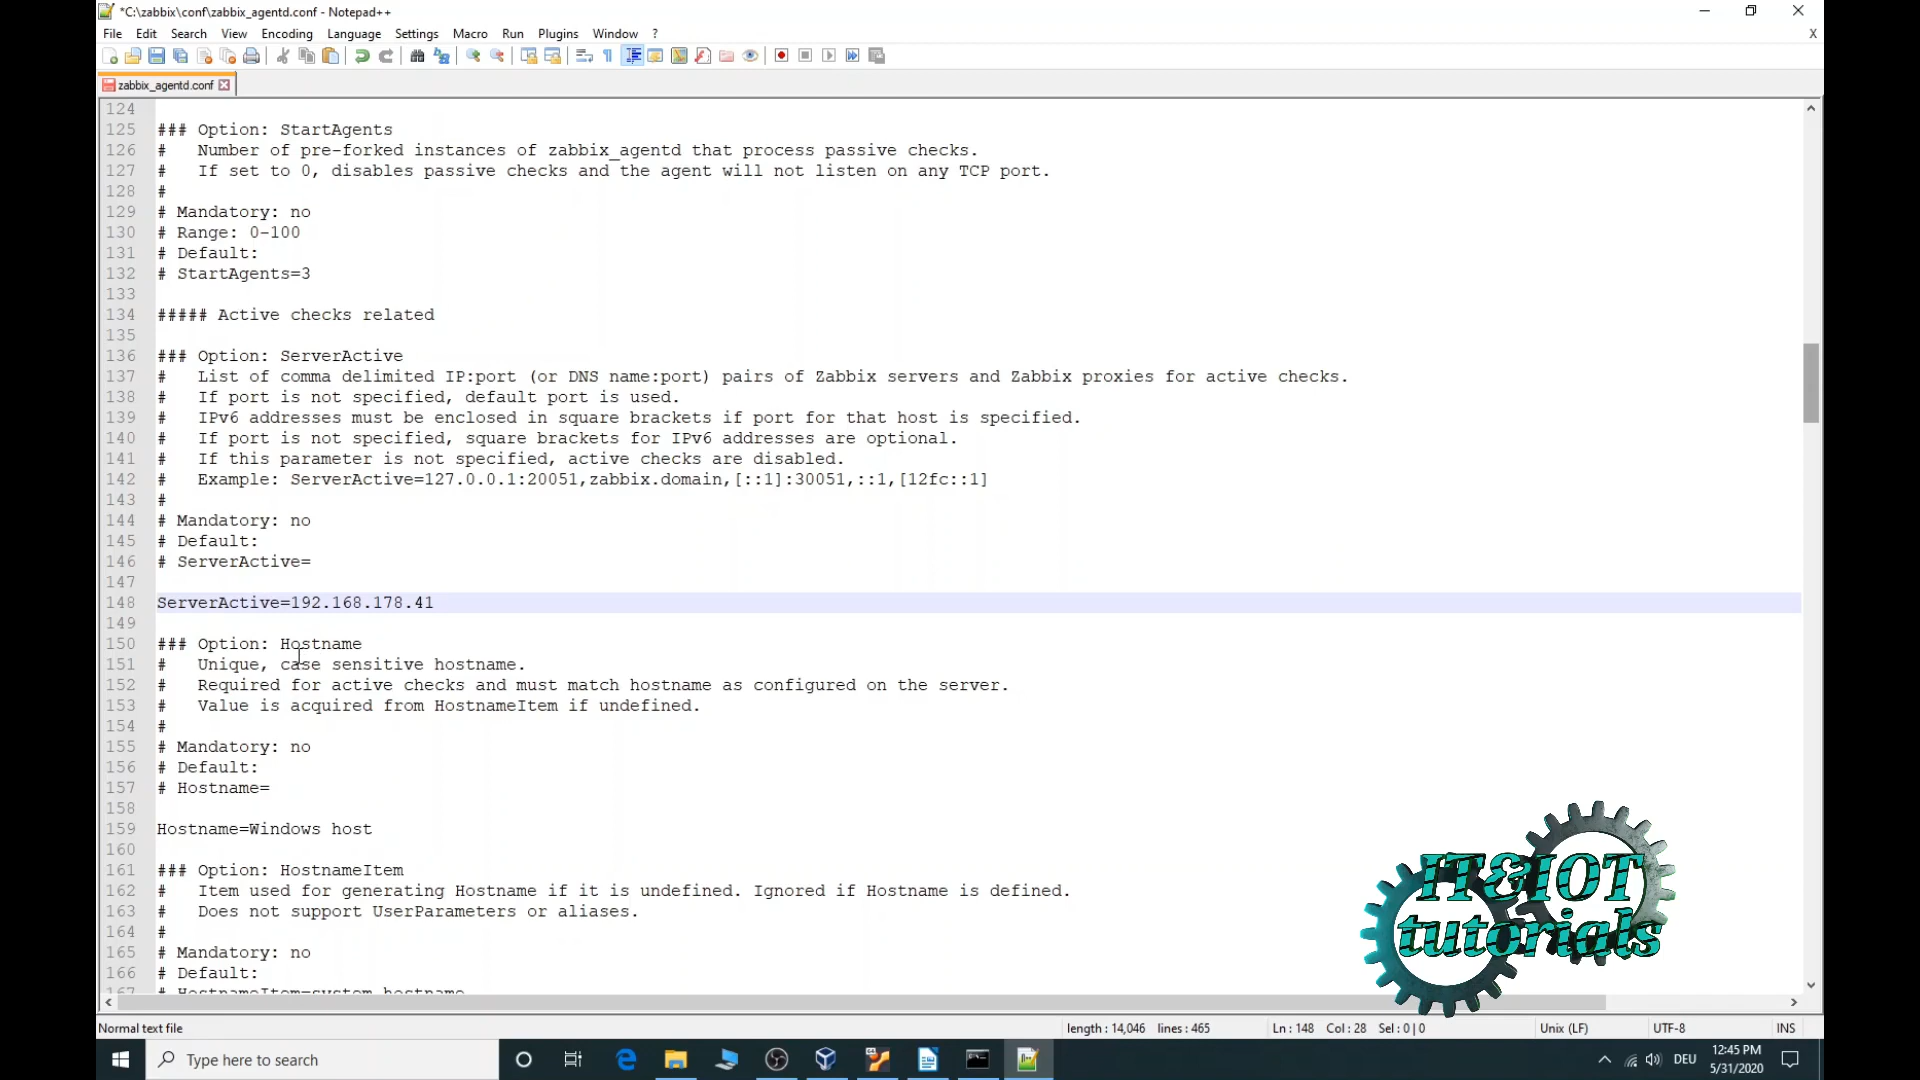 *C:\zabbix\conf\zabbix_agentd.conf - Notepad++
File Edit Search View Encoding Language Settings Macro Run Plugins Window ? X
zabbix_agentd.conf
124
125 ### Option: StartAgents
126 #   Number of pre-forked instances of zabbix_agentd that process passive checks.
127 #   If set to 0, disables passive checks and the agent will not listen on any TCP port.
128 #
129 # Mandatory: no
130 # Range: 0-100
131 # Default:
132 # StartAgents=3
133
134 ##### Active checks related
135
136 ### Option: ServerActive
137 #   List of comma delimited IP:port (or DNS name:port) pairs of Zabbix servers and Zabbix proxies for active checks.
138 #   If port is not specified, default port is used.
139 #   IPv6 addresses must be enclosed in square brackets if port for that host is specified.
140 #   If port is not specified, square brackets for IPv6 addresses are optional.
141 #   If this parameter is not specified, active checks are disabled.
142 #   Example: ServerActive=127.0.0.1:20051,zabbix.domain,[::1]:30051,::1,[12fc::1]
143 #
144 # Mandatory: no
145 # Default:
146 # ServerActive=
147
148 ServerActive=192.168.178.41
149
150 ### Option: Hostname
151 #   Unique, case sensitive hostname.
152 #   Required for active checks and must match hostname as configured on the server.
153 #   Value is acquired from HostnameItem if undefined.
154 #
155 # Mandatory: no
156 # Default:
157 # Hostname=
158
159 Hostname=Windows host
160
161 ### Option: HostnameItem
162 #   Item used for generating Hostname if it is undefined. Ignored if Hostname is defined.
163 #   Does not support UserParameters or aliases.
164 #
165 # Mandatory: no
166 # Default:
167 # HostnameItem=system.hostname
IT&IOT
tutorials
Normal text file length : 14,046 lines : 465 Ln : 148 Col : 28 Sel : 0 | 0 Unix (LF) UTF-8 INS
Type here to search DEU 12:45 PM
5/31/2020